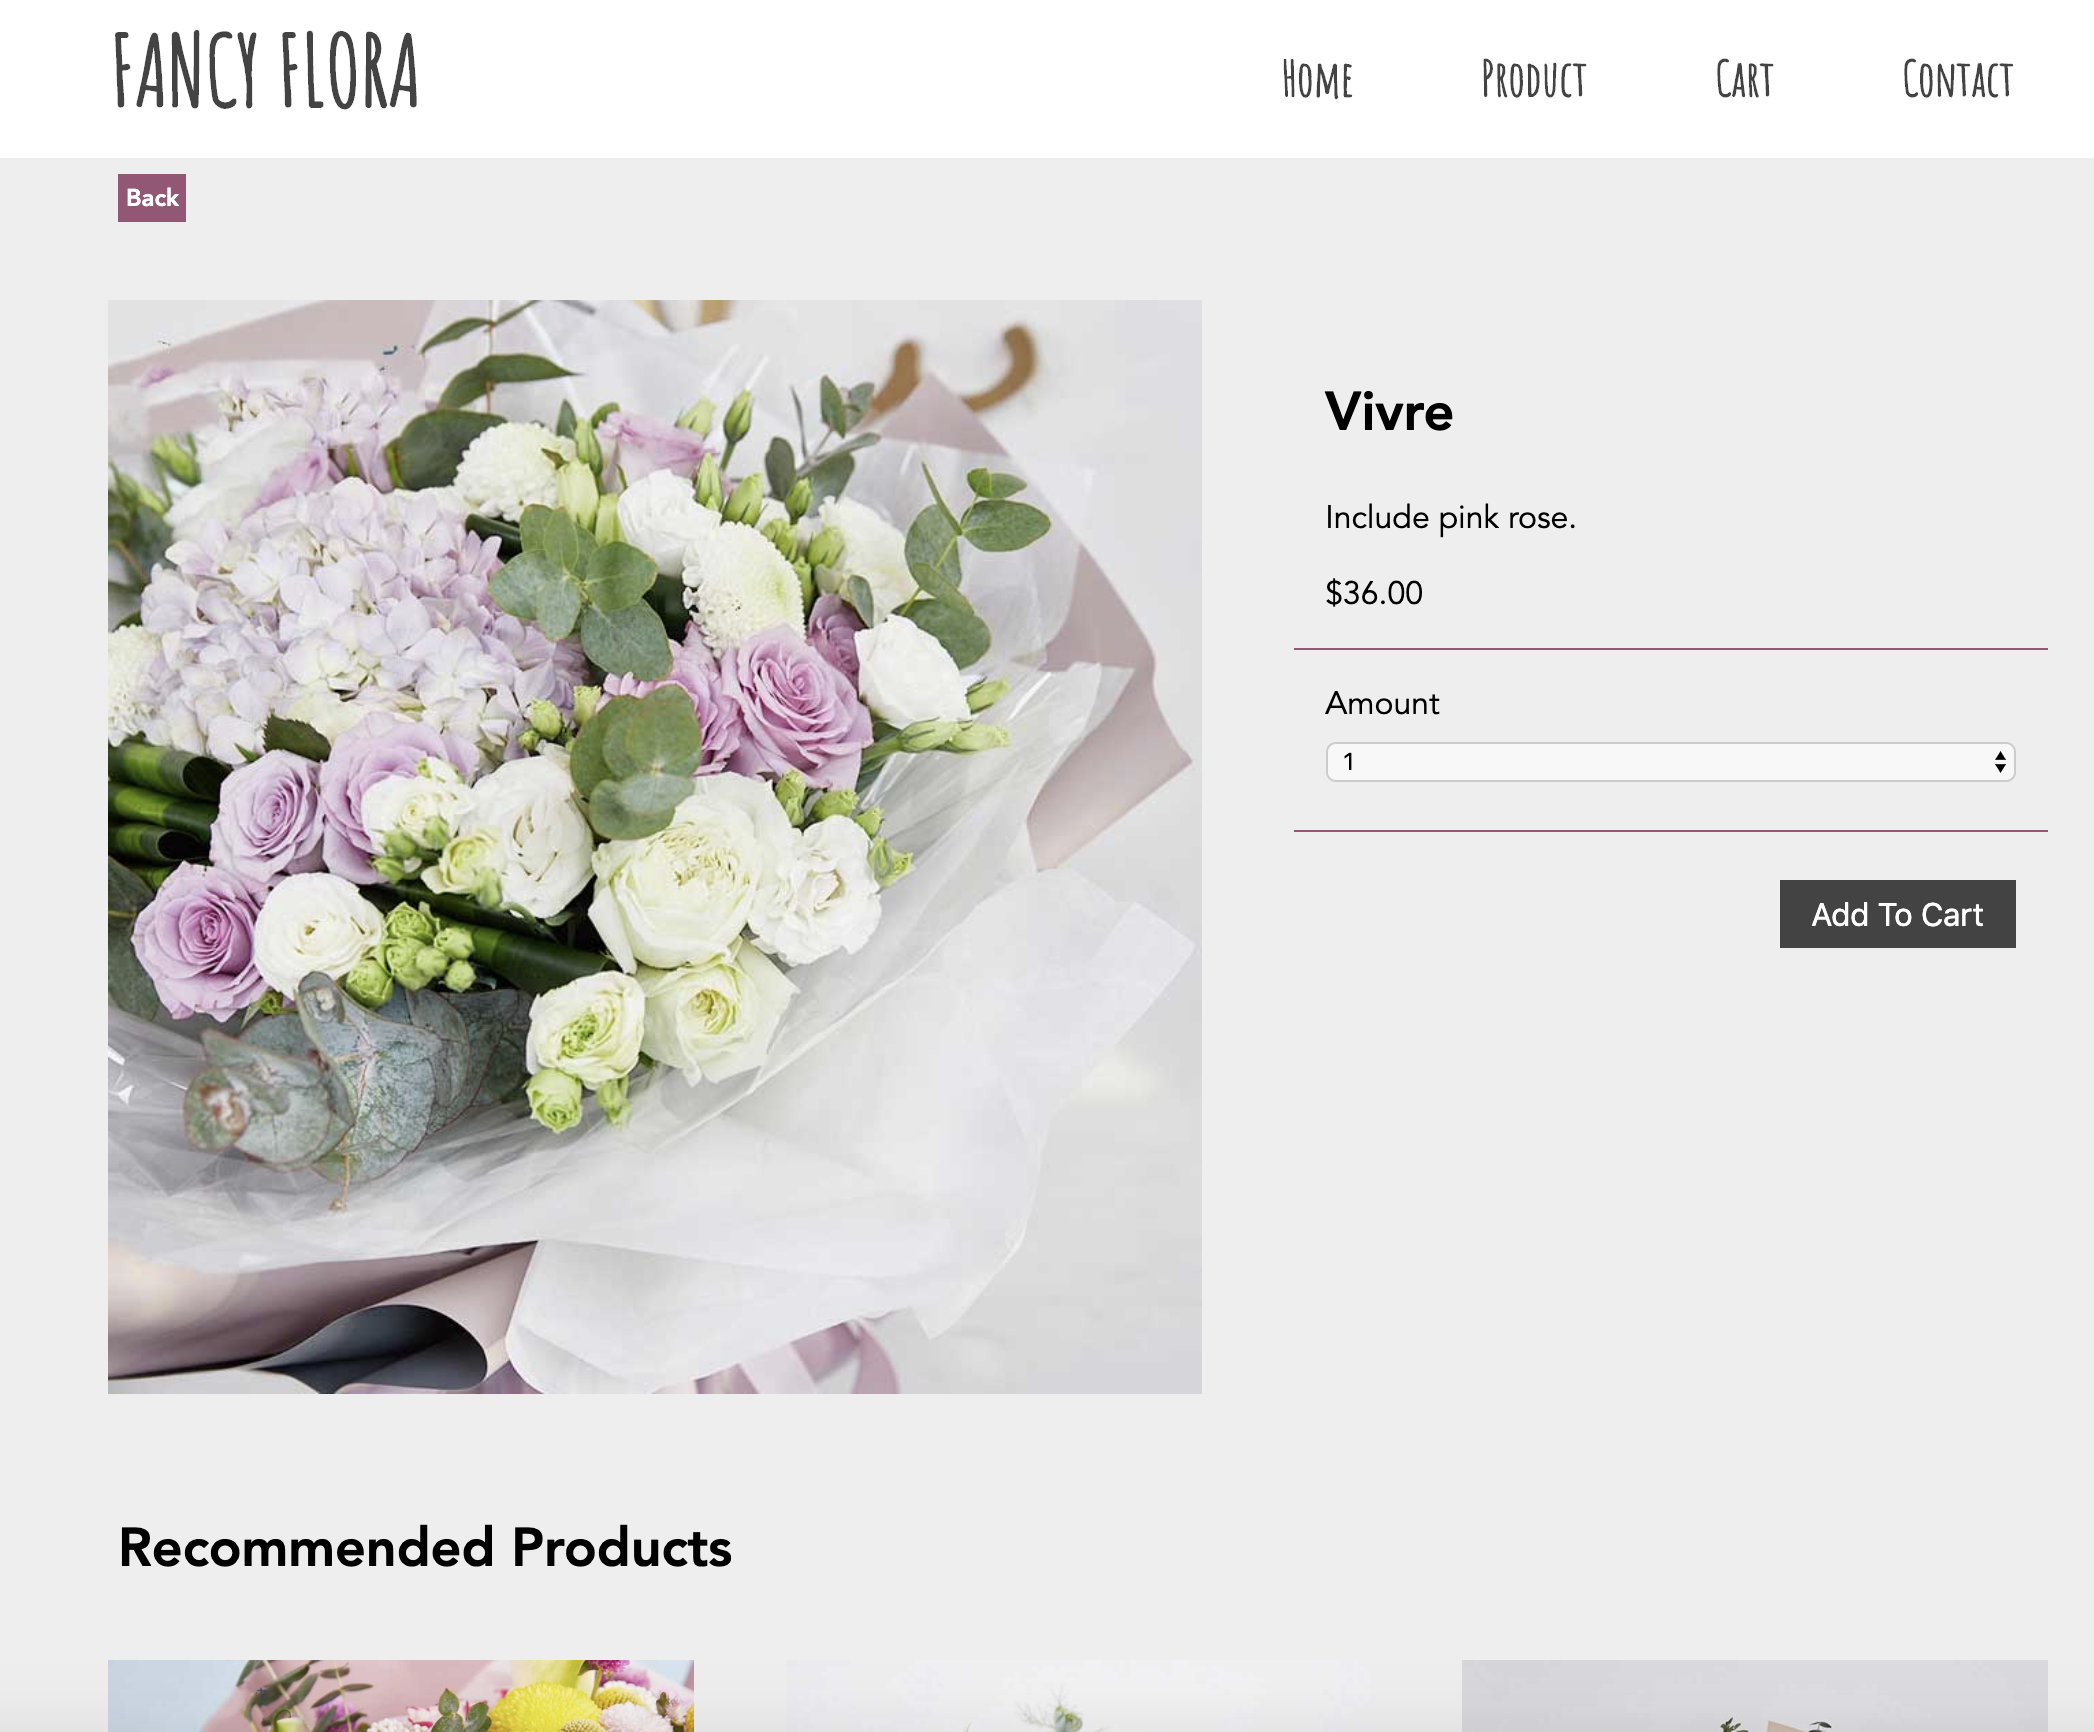 FANCY FLORA
Home
Product
Cart
Contact
Back
Vivre
Include pink rose.
$36.00
Amount
1
Add To Cart
Recommended Products